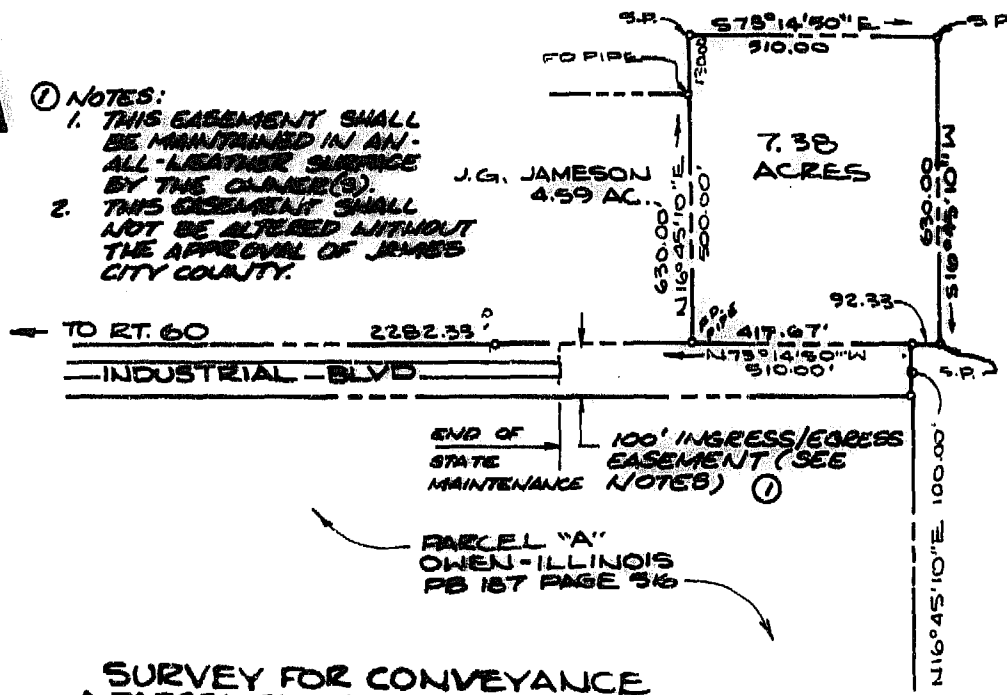 S.P.
S 73°14'50" E
S.P.
510.00
FD PIPE
130.00
① NOTES:
1. THIS EASEMENT SHALL
BE MAINTAINED IN AN
ALL-WEATHER SURFACE
BY THE OWNER(S).
2. THIS EASEMENT SHALL
NOT BE ALTERED WITHOUT
THE APPROVAL OF JAMES
CITY COUNTY.
J.G. JAMESON
4.59 AC.
7.38
ACRES
630.00'
N16°45'10"E
500.00'
630.00
S16°45'10"W
TO RT. 60
2282.33'
F.D. PIPE
417.67'
92.33
N73°14'50"W
510.00'
S.P.
INDUSTRIAL BLVD
END OF
STATE
MAINTENANCE
100' INGRESS/EGRESS
EASEMENT (SEE
NOTES) ①
N16°45'10"E 100.00'
PARCEL "A"
OWEN-ILLINOIS
PB 187 PAGE 516
SURVEY FOR CONVEYANCE